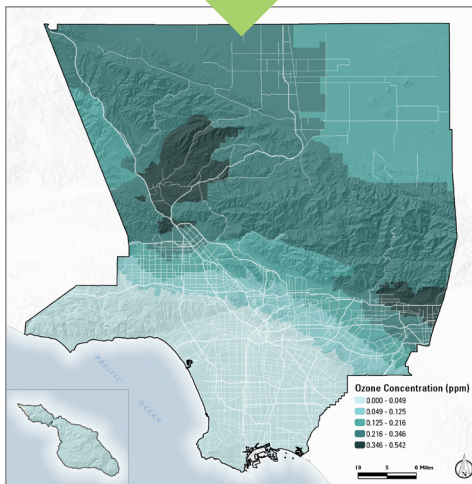 PACIFIC
OCEAN
Ozone Concentration (ppm)
0.000 - 0.049
0.049 - 0.125
0.125 - 0.216
0.216 - 0.346
0.346 - 0.542
10 5 0 Miles